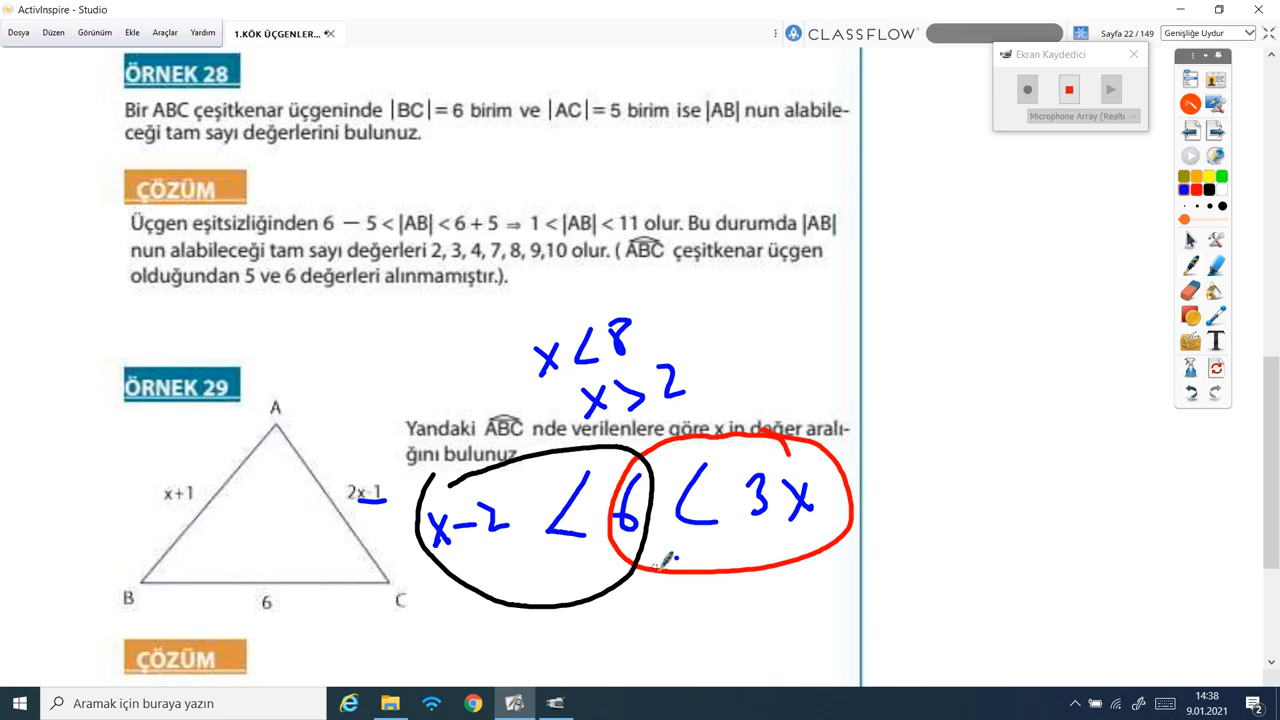 ActivInspire - Studio
Dosya Düzen Görünüm Ekle Araçlar Yardım
1.KÖK ÜÇGENLER...
CLASSFLOW
Sayfa 22 / 149
Genişliğe Uydur
Ekran Kaydedici
Microphone Array (Realt
ÖRNEK 28
Bir ABC çeşitkenar üçgeninde |BC| = 6 birim ve |AC| = 5 birim ise |AB| nun alabile-
ceği tam sayı değerlerini bulunuz.
ÇÖZÜM
Üçgen eşitsizliğinden 6 − 5 < |AB| < 6 + 5 ⇒ 1 < |AB| < 11 olur. Bu durumda |AB|
nun alabileceği tam sayı değerleri 2, 3, 4, 7, 8, 9,10 olur. ( ABC çeşitkenar üçgen
olduğundan 5 ve 6 değerleri alınmamıştır.).
x < 8
x > 2
ÖRNEK 29
A
Yandaki ABC nde verilenlere göre x in değer aralı-
ğını bulunuz
x+1
2x-1
x-2 < 6 < 3x
B
6
C
ÇÖZÜM
Aramak için buraya yazın
14:38
9.01.2021
2